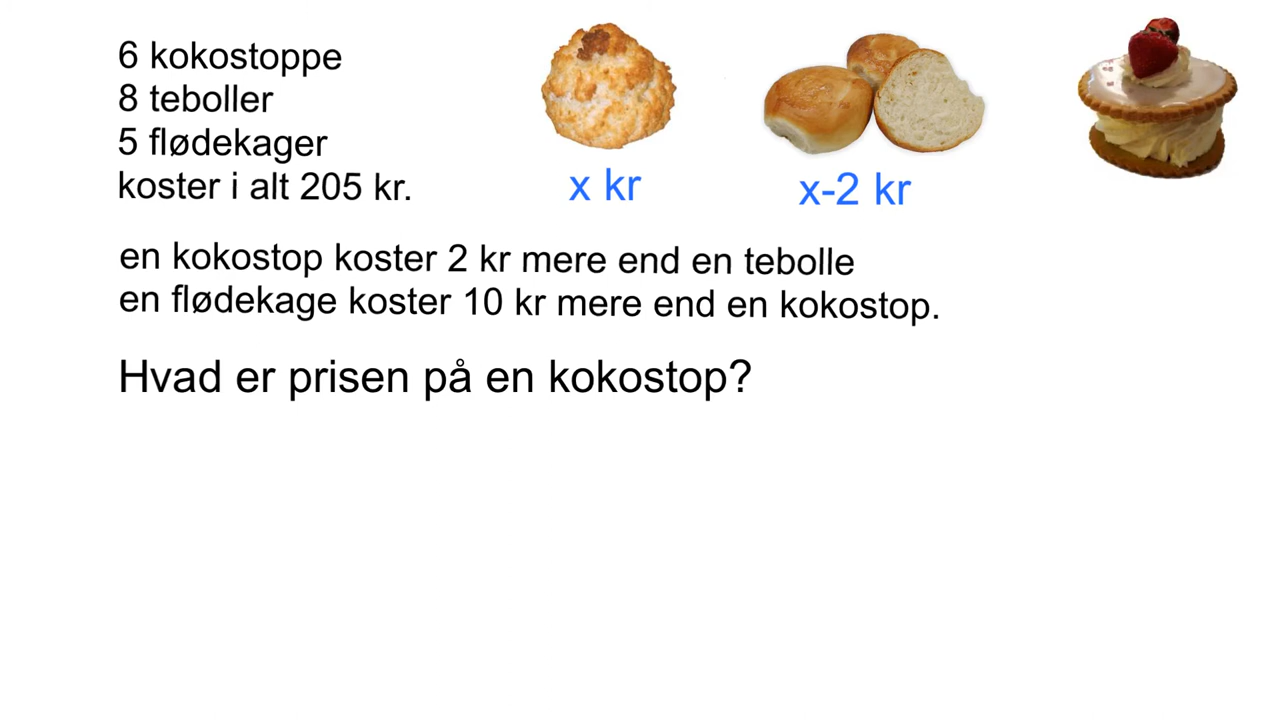 6 kokostoppe
8 teboller
5 flødekager
koster i alt 205 kr.
x kr
x-2 kr
en kokostop koster 2 kr mere end en tebolle
en flødekage koster 10 kr mere end en kokostop.
Hvad er prisen på en kokostop?